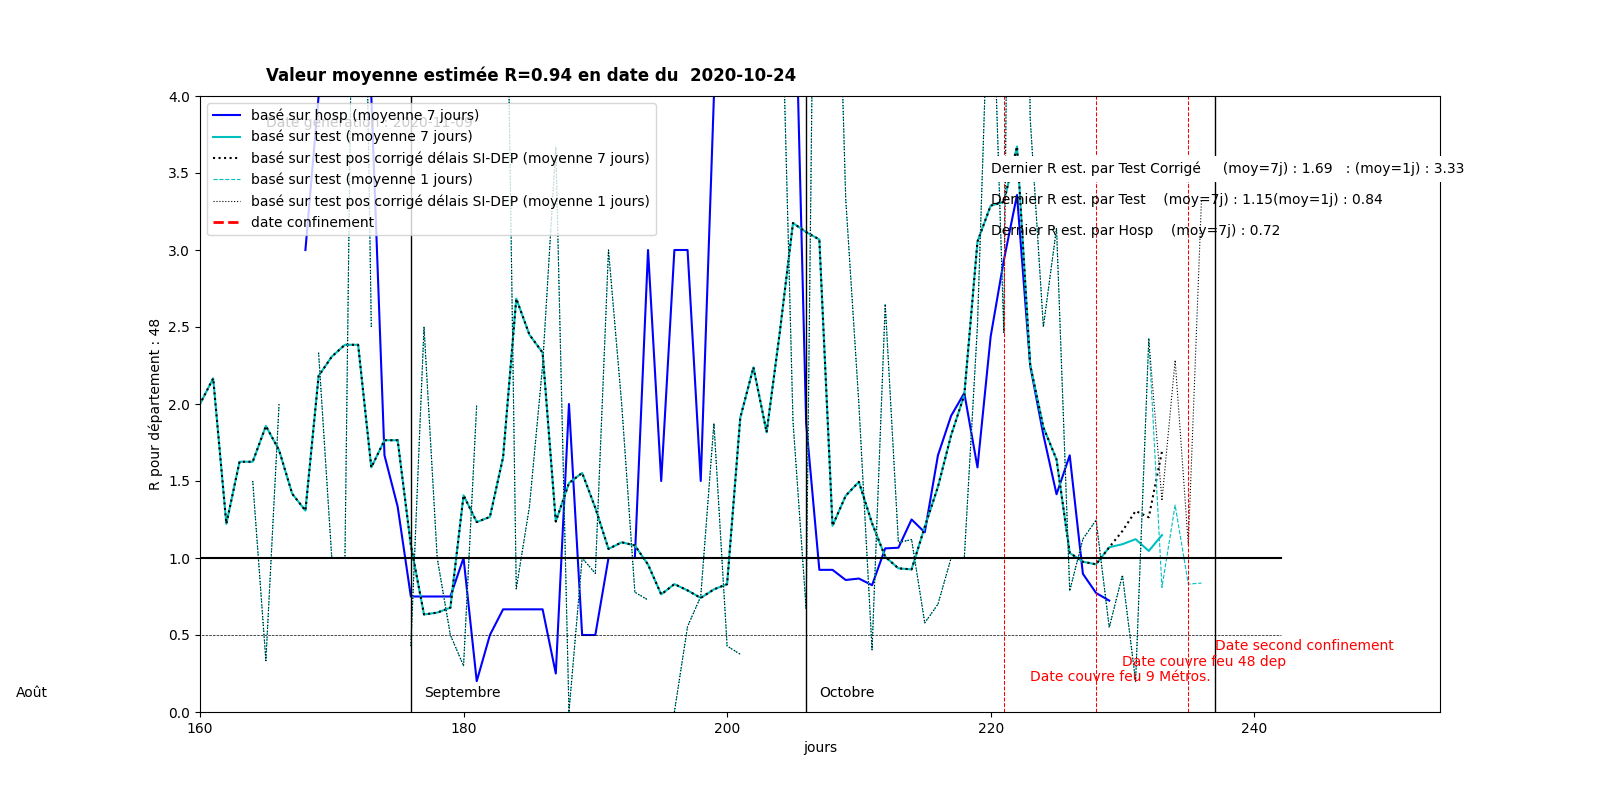 Valeur moyenne estimée R=0.94 en date du  2020-10-24
Date génération : 2020-11-09
basé sur hosp (moyenne 7 jours)
basé sur test (moyenne 7 jours)
basé sur test pos corrigé délais SI-DEP (moyenne 7 jours)
basé sur test (moyenne 1 jours)
basé sur test pos corrigé délais SI-DEP (moyenne 1 jours)
date confinement
Dernier R est. par Test Corrigé (moy=7j) : 1.69 : (moy=1j) : 3.33
Dernier R est. par Test (moy=7j) : 1.15(moy=1j) : 0.84
Dernier R est. par Hosp (moy=7j) : 0.72
R pour département : 48
4.0
3.5
3.0
2.5
2.0
1.5
1.0
0.5
0.0
Date second confinement
Date couvre feu 48 dep
Date couvre feu 9 Métros.
Août
Septembre
Octobre
160 180 200 220 240
jours